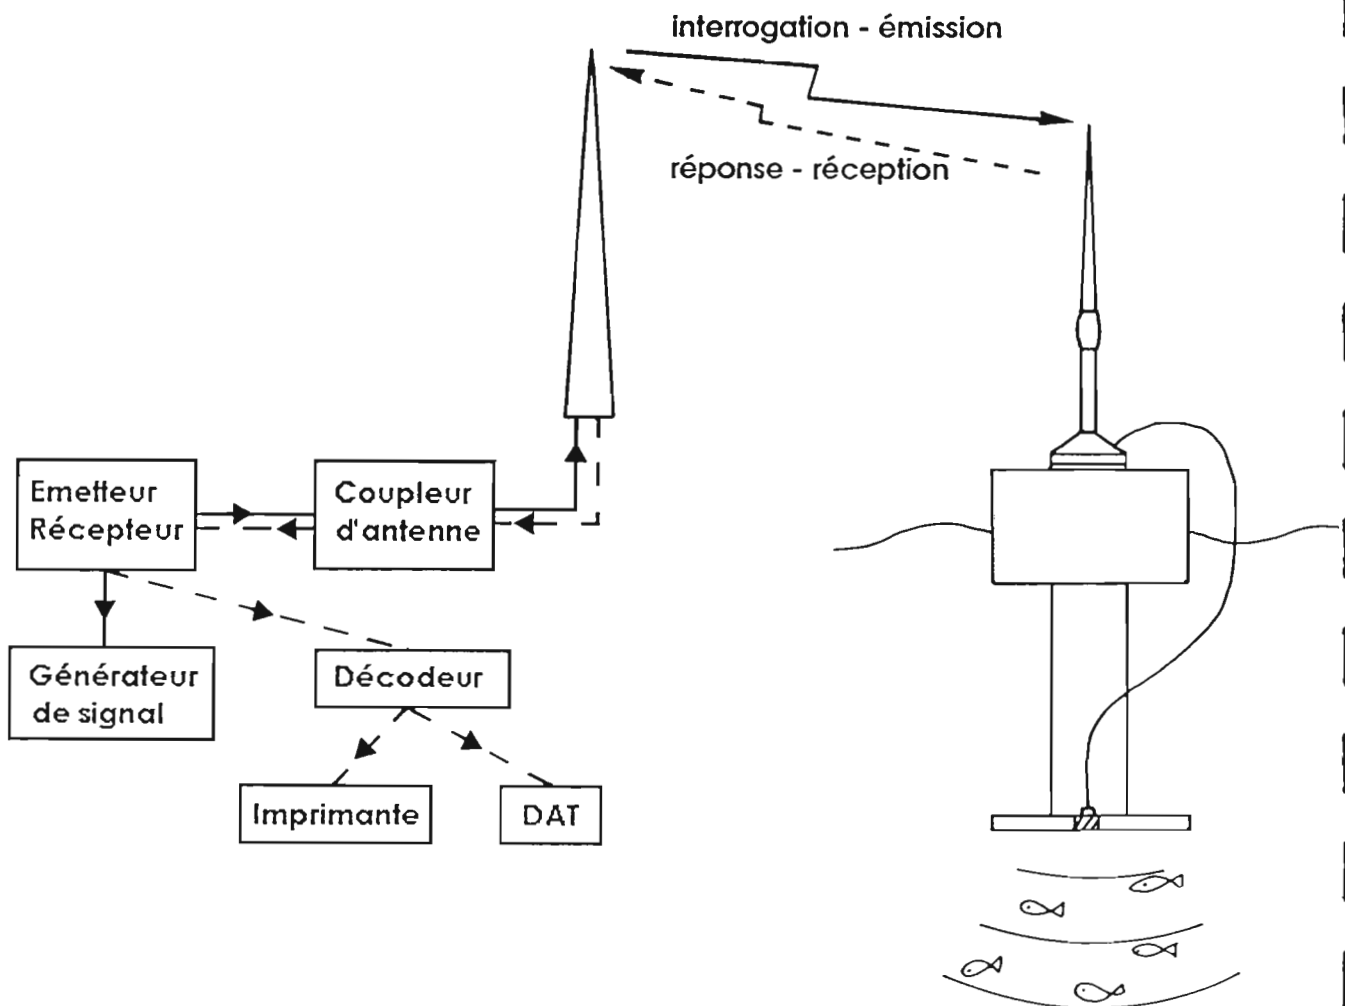 interrogation - émission
réponse - réception
Emetteur
Récepteur
Coupleur
d'antenne
Générateur
de signal
Décodeur
Imprimante
DAT